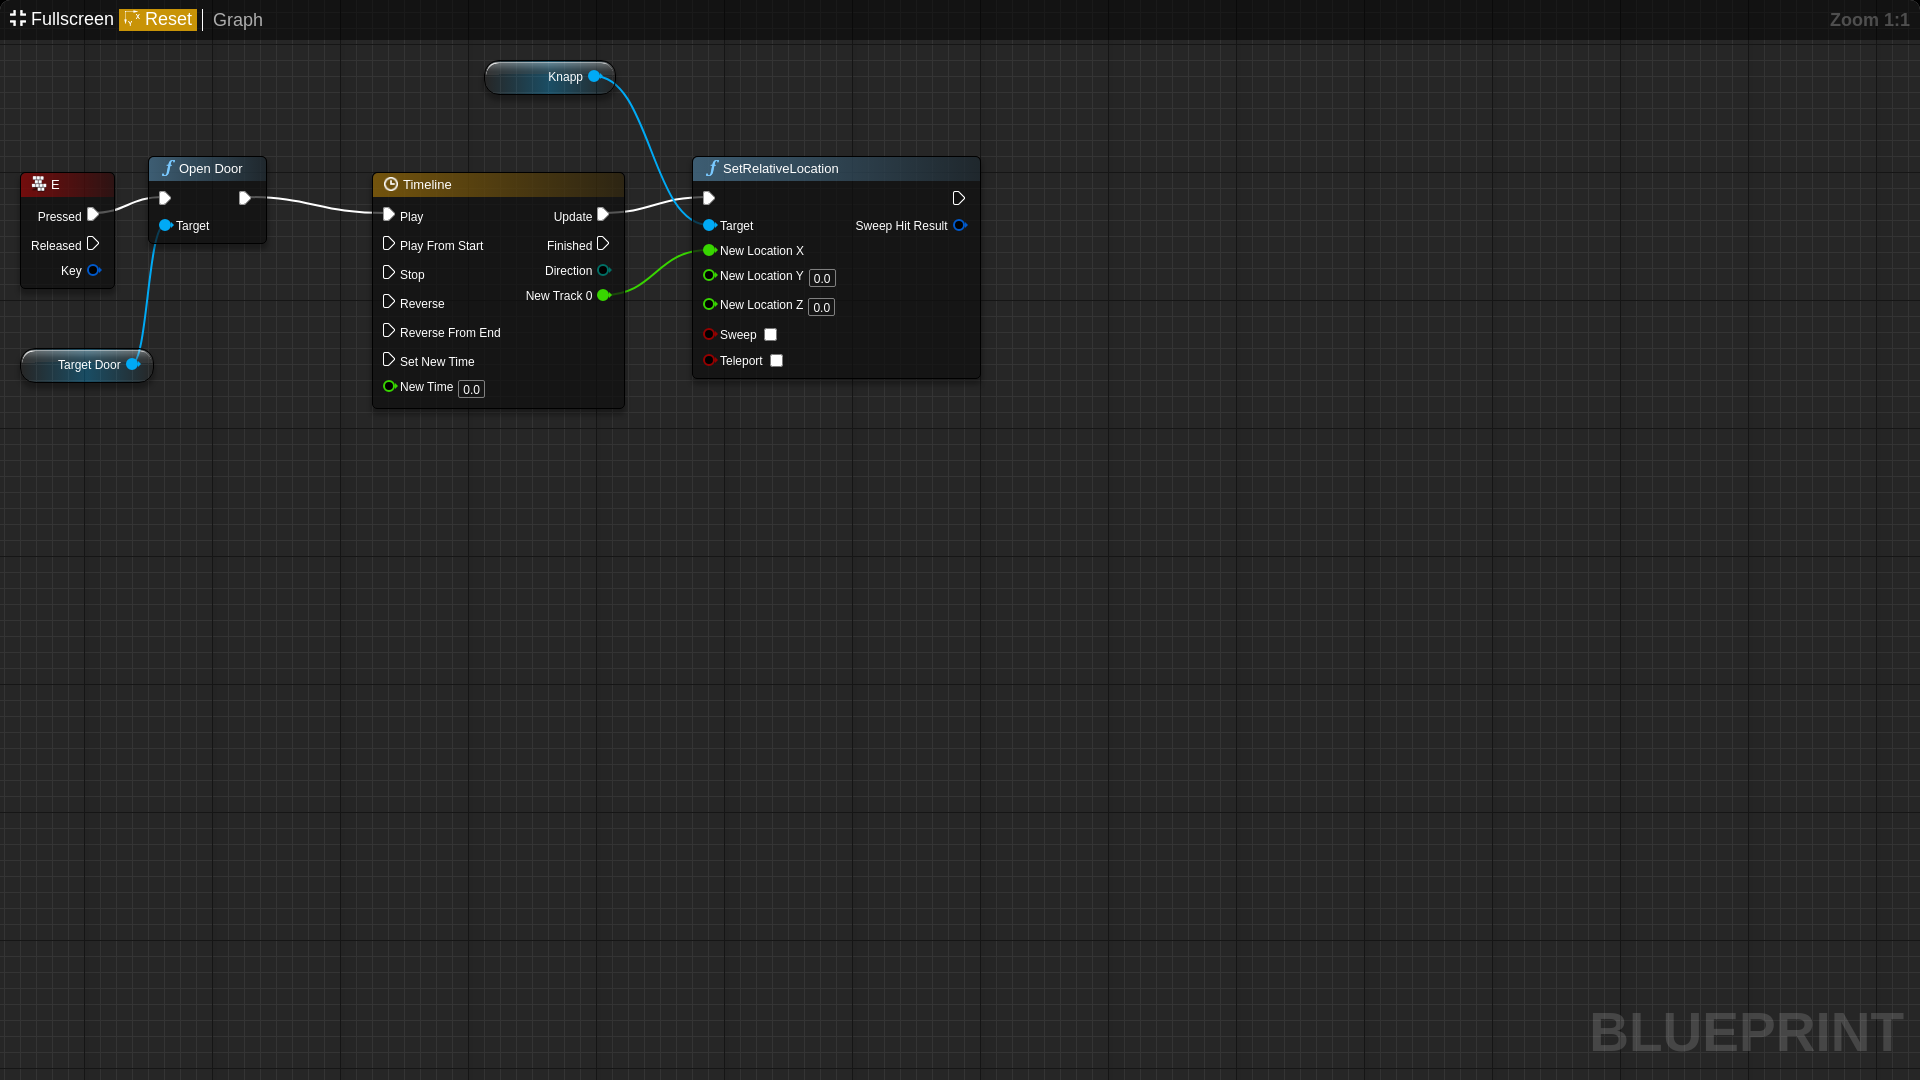 Fullscreen Reset Graph Zoom 1:1
Knapp
E
Pressed
Released
Key
Open Door
Target
Target Door
Timeline
Play Update
Play From Start Finished
Stop Direction
Reverse New Track 0
Reverse From End
Set New Time
New Time 0.0
SetRelativeLocation
Target Sweep Hit Result
New Location X
New Location Y 0.0
New Location Z 0.0
Sweep
Teleport
BLUEPRINT